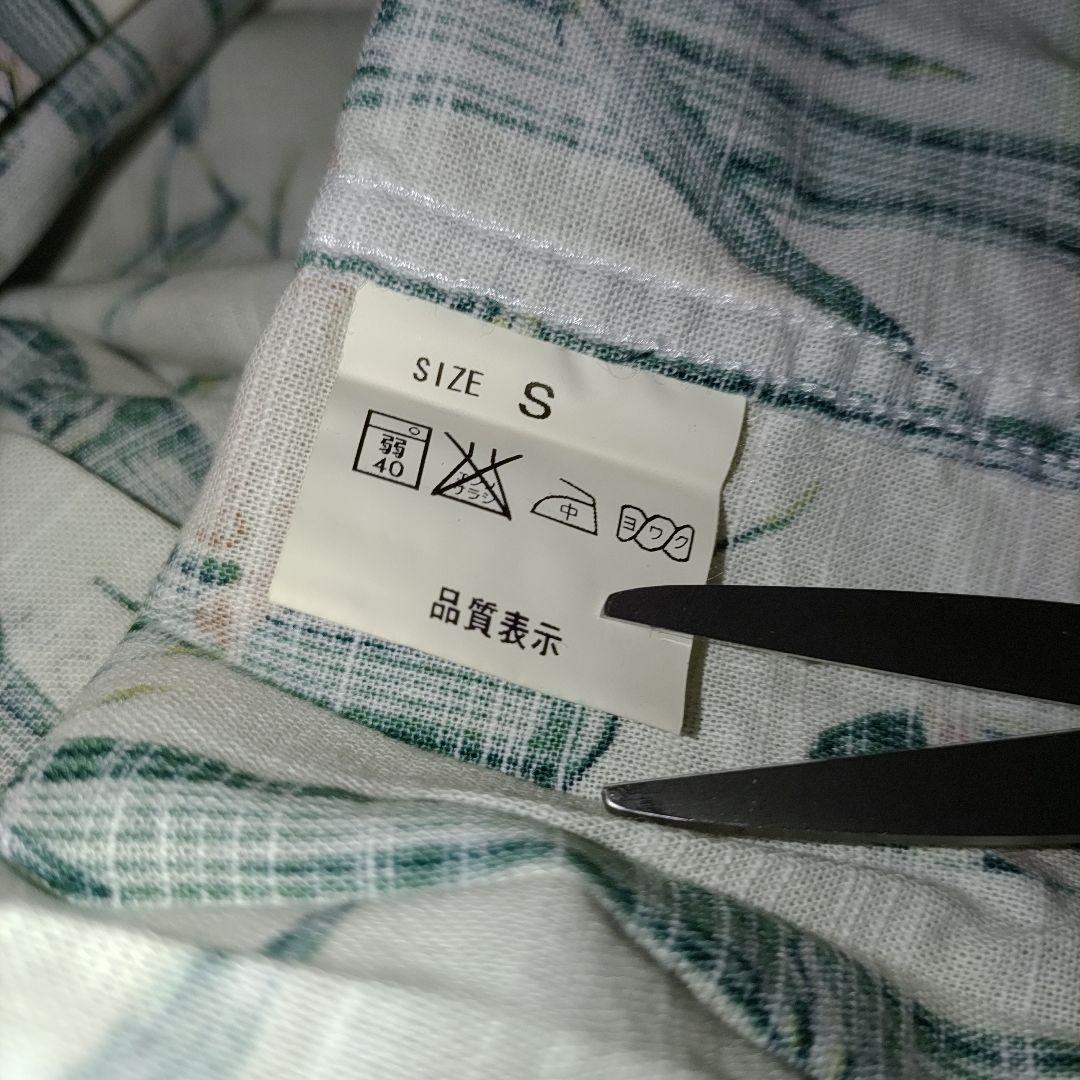 SIZE S
弱 40
エンソ サラシ
中
ヨワク
品質表示